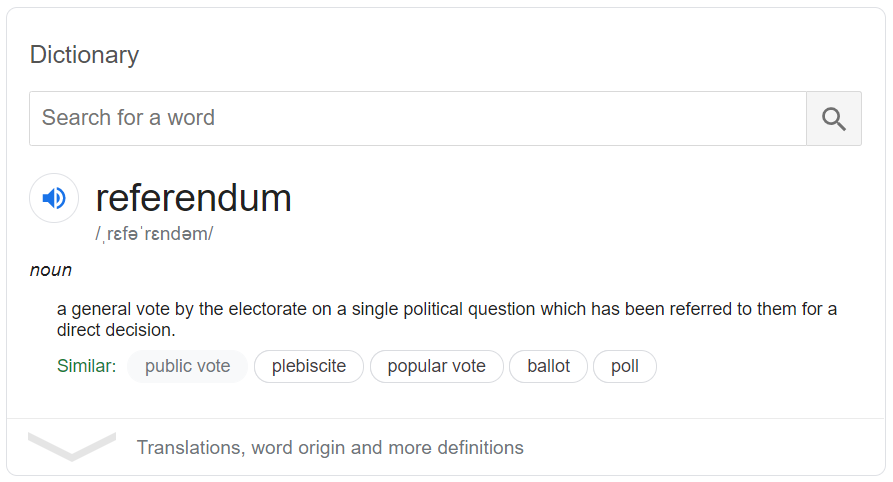 Dictionary
Search for a word
referendum
/ˌrɛfəˈrɛndəm/
noun
a general vote by the electorate on a single political question which has been referred to them for a
direct decision.
Similar: public vote plebiscite popular vote ballot poll
Translations, word origin and more definitions